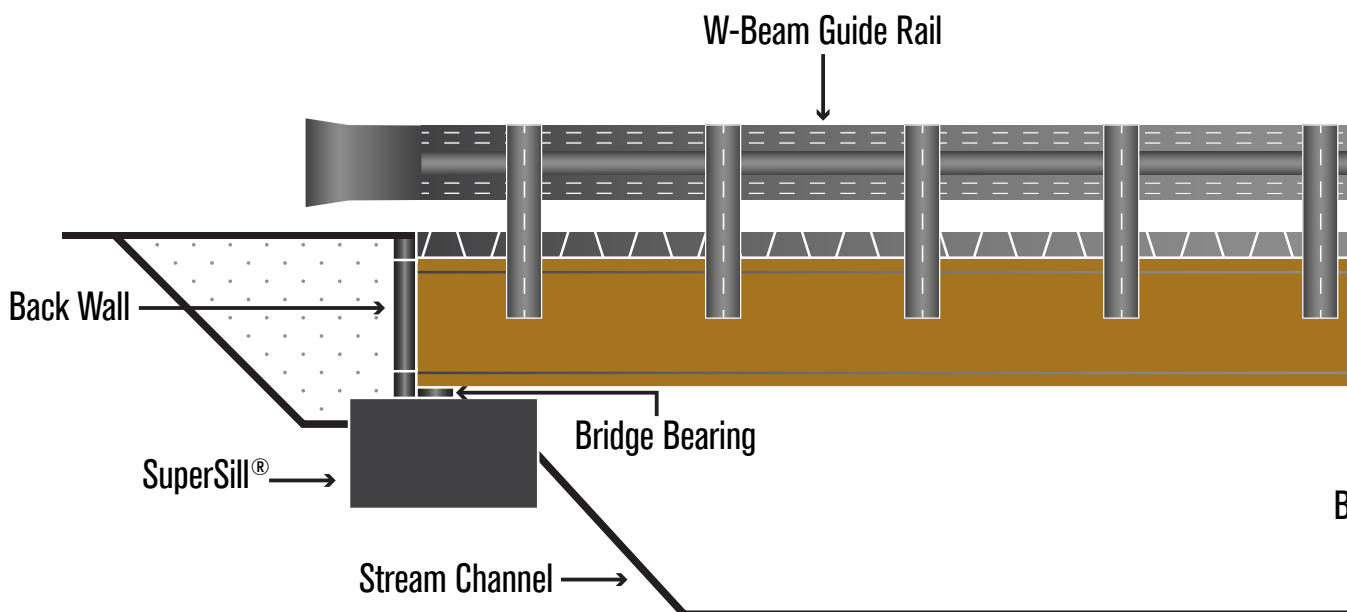 W-Beam Guide Rail
Back Wall
Bridge Bearing
SuperSill®
B
Stream Channel